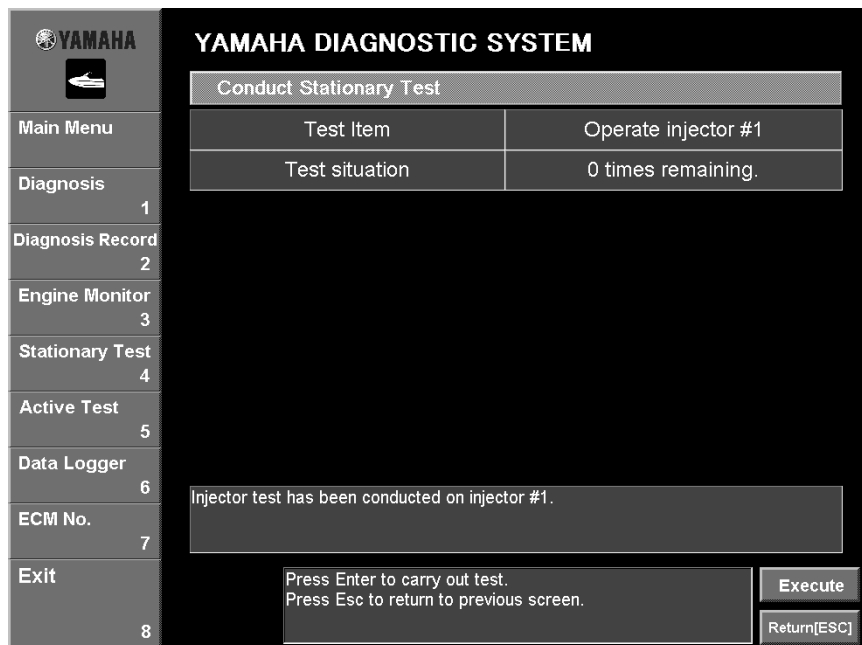 YAMAHA
YAMAHA DIAGNOSTIC SYSTEM
Conduct Stationary Test
Test Item Operate injector #1
Test situation 0 times remaining.
Main Menu
Diagnosis
1
Diagnosis Record
2
Engine Monitor
3
Stationary Test
4
Active Test
5
Data Logger
6
ECM No.
7
Exit
8
Injector test has been conducted on injector #1.
Press Enter to carry out test.
Press Esc to return to previous screen.
Execute
Return[ESC]